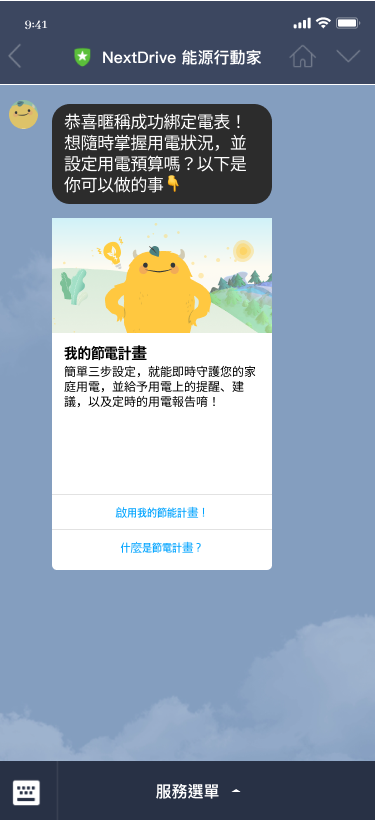 9:41
NextDrive 能源行動家
恭喜暱稱成功綁定電表！
想隨時掌握用電狀況，並
設定用電預算嗎？以下是
你可以做的事👇
我的節電計畫
簡單三步設定，就能即時守護您的家
庭用電，並給予用電上的提醒、建
議，以及定時的用電報告唷！
啟用我的節能計畫！
什麼是節電計畫？
服務選單